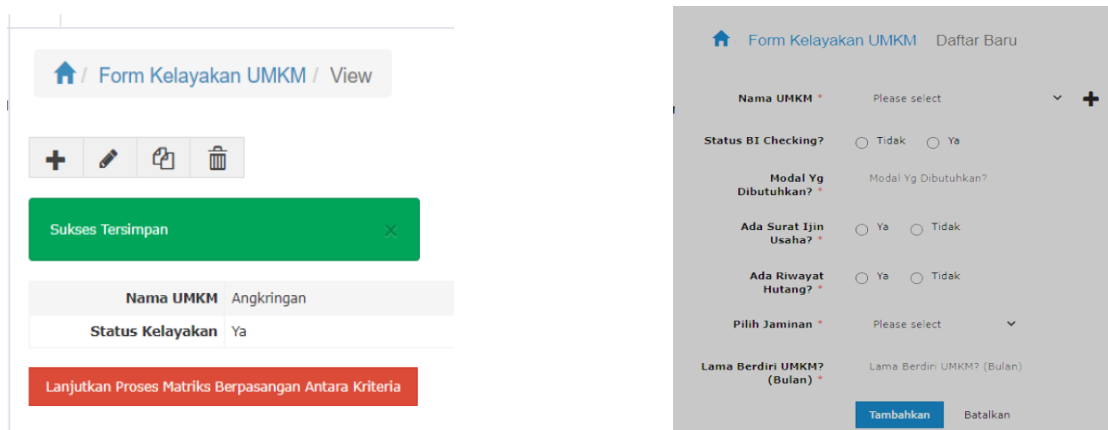 / Form Kelayakan UMKM / View
Sukses Tersimpan ×
Nama UMKM Angkringan
Status Kelayakan Ya
Lanjutkan Proses Matriks Berpasangan Antara Kriteria
Form Kelayakan UMKM Daftar Baru
Nama UMKM * Please select
Status BI Checking? Tidak Ya
Modal Yg Modal Yg Dibutuhkan?
Dibutuhkan? *
Ada Surat Ijin Ya Tidak
Usaha? *
Ada Riwayat Ya Tidak
Hutang? *
Pilih Jaminan * Please select
Lama Berdiri UMKM? Lama Berdiri UMKM? (Bulan)
(Bulan) *
Tambahkan Batalkan